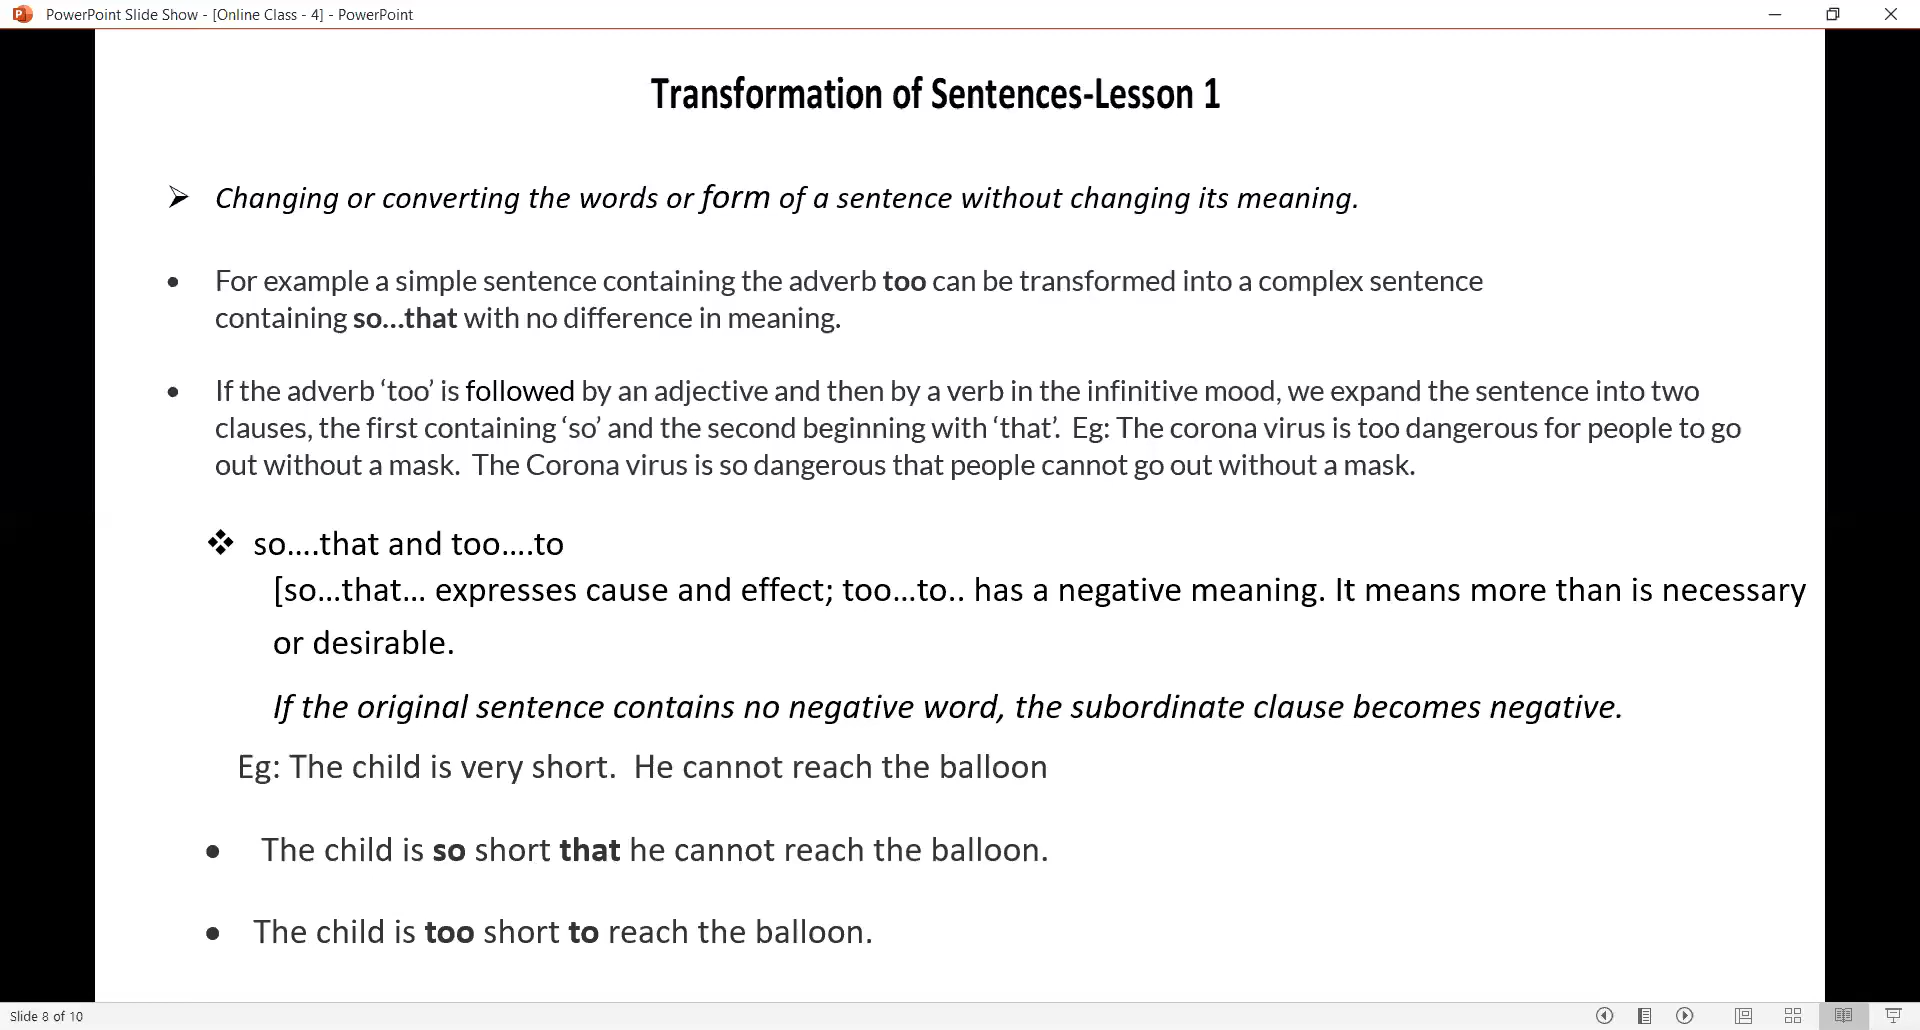 PowerPoint Slide Show - [Online Class - 4] - PowerPoint
Transformation of Sentences-Lesson 1
➢ Changing or converting the words or form of a sentence without changing its meaning.
• For example a simple sentence containing the adverb too can be transformed into a complex sentence
containing so...that with no difference in meaning.
• If the adverb ‘too’ is followed by an adjective and then by a verb in the infinitive mood, we expand the sentence into two
clauses, the first containing ‘so’ and the second beginning with ‘that’. Eg: The corona virus is too dangerous for people to go
out without a mask. The Corona virus is so dangerous that people cannot go out without a mask.
❖ so....that and too....to
[so...that... expresses cause and effect; too...to.. has a negative meaning. It means more than is necessary
or desirable.
If the original sentence contains no negative word, the subordinate clause becomes negative.
Eg: The child is very short. He cannot reach the balloon
• The child is so short that he cannot reach the balloon.
• The child is too short to reach the balloon.
Slide 8 of 10